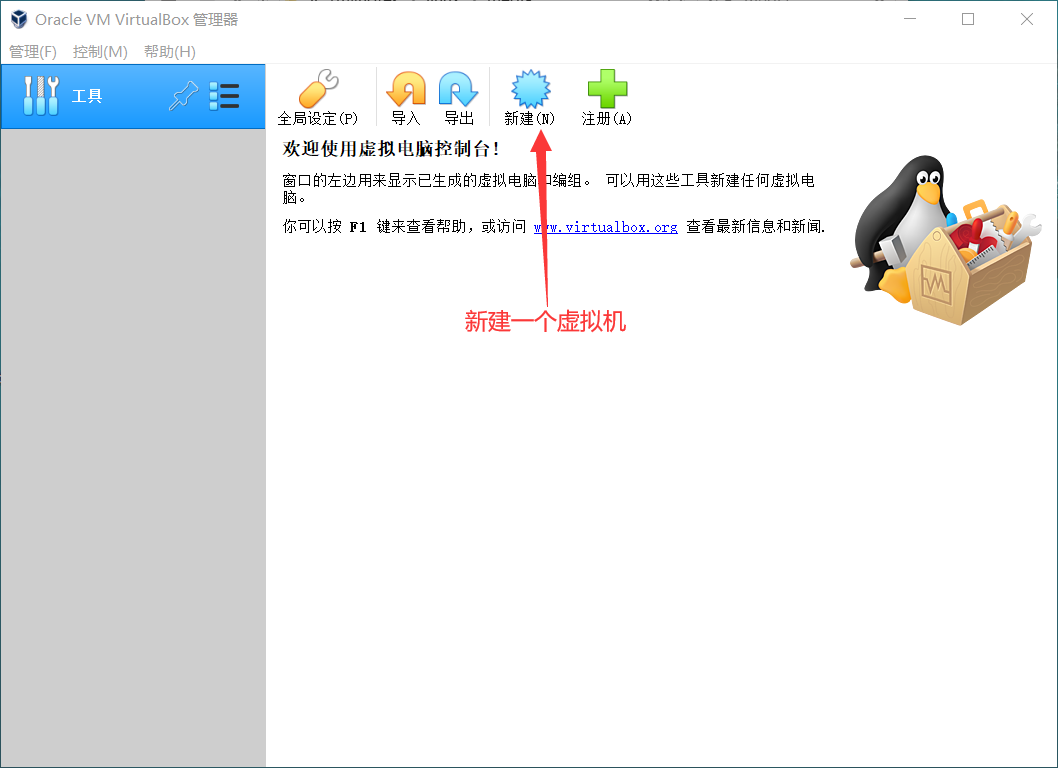 Oracle VM VirtualBox 管理器
管理(F) 控制(M) 帮助(H)
工具
全局设定(P) 导入 导出 新建(N) 注册(A)
欢迎使用虚拟电脑控制台!
窗口的左边用来显示已生成的虚拟电脑和编组。 可以用这些工具新建任何虚拟电
脑。
你可以按 F1 键来查看帮助，或访问 www.virtualbox.org 查看最新信息和新闻.
新建一个虚拟机